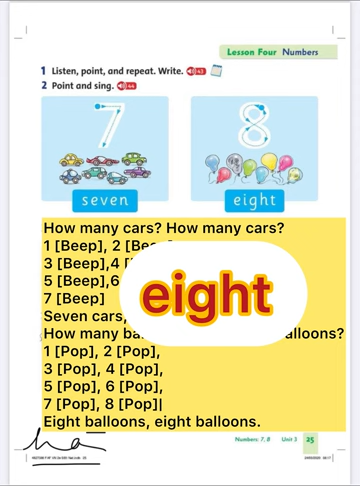 Lesson Four Numbers
1 Listen, point, and repeat. Write. 43
2 Point and sing. 44
7
8
seven
eight
How many cars? How many cars?
1 [Beep], 2
3 [Beep],4
5 [Beep],6
7 [Beep]
Seven cars,
eight
How many balloons?
1 [Pop], 2 [Pop],
3 [Pop], 4 [Pop],
5 [Pop], 6 [Pop],
7 [Pop], 8 [Pop]
Eight balloons, eight balloons.
Numbers: 7, 8 Unit 3 25